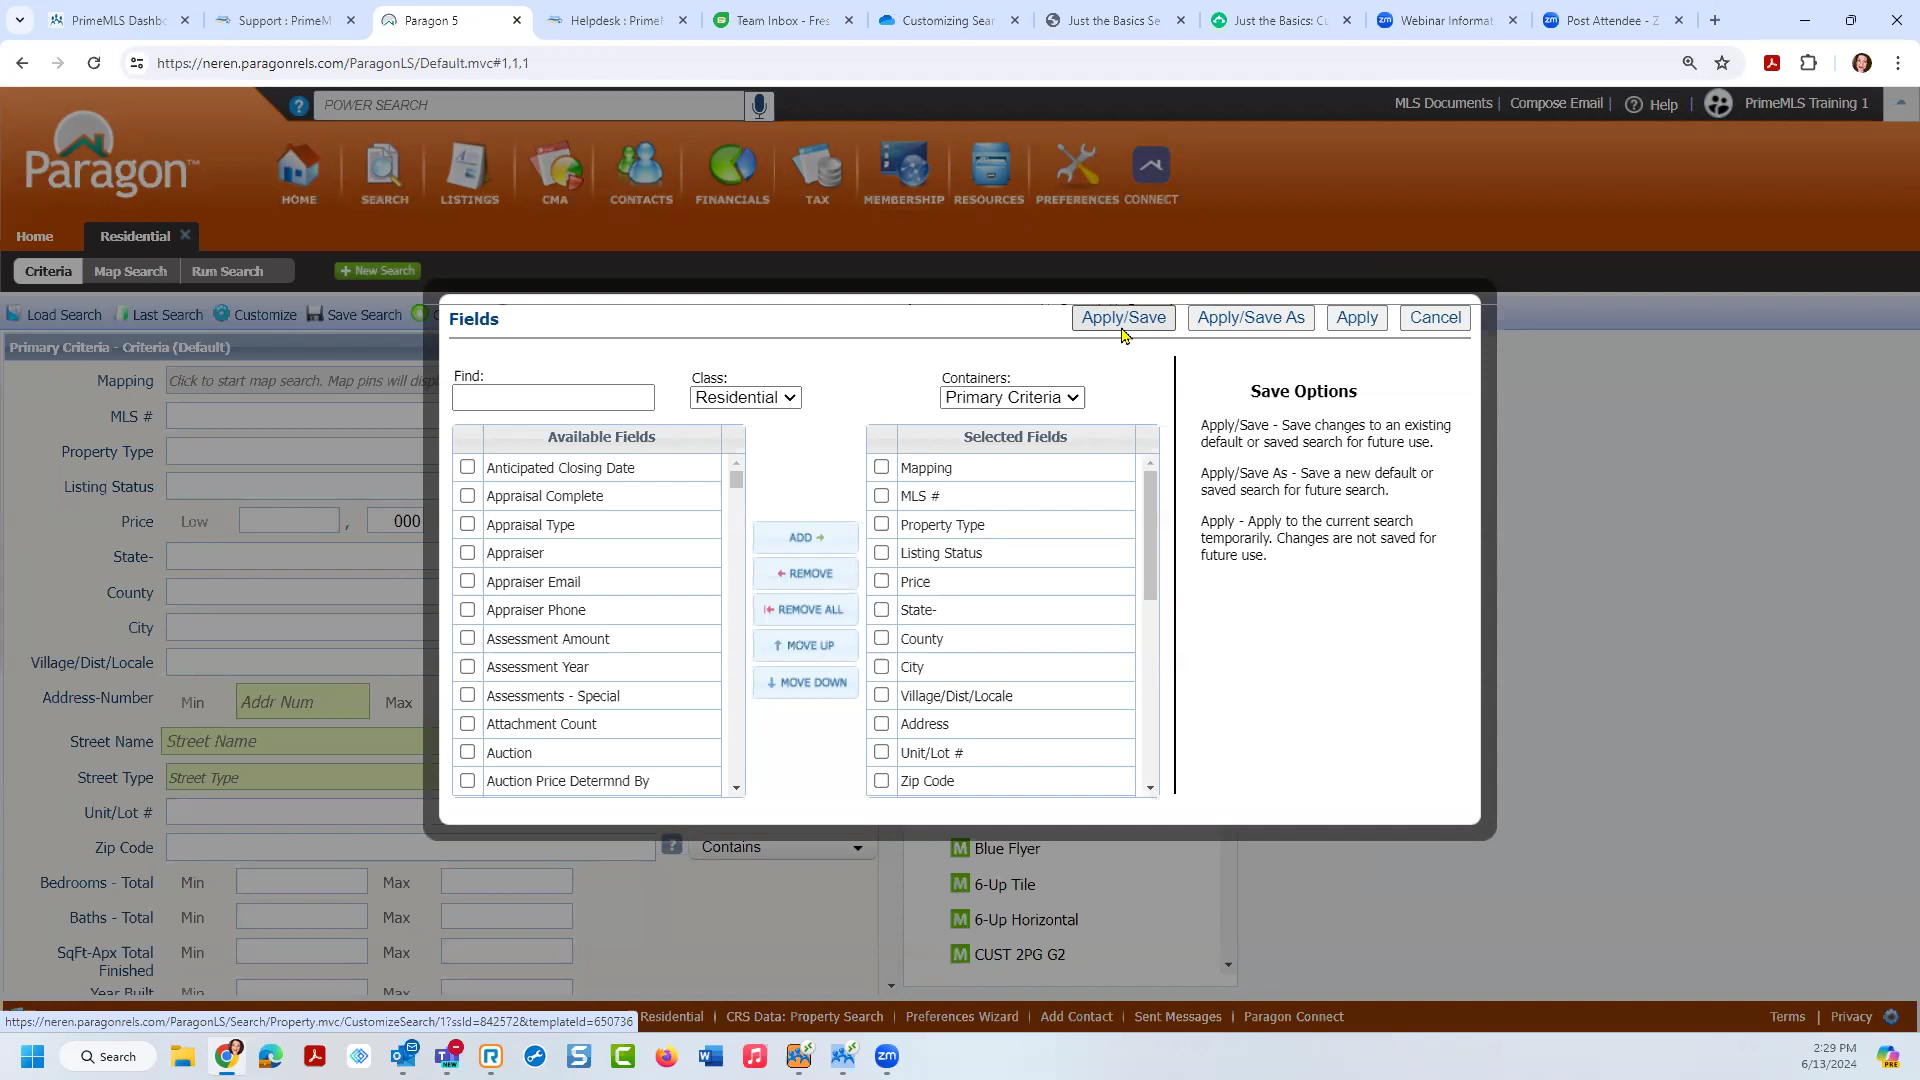 PrimeMLS Dashbo
Support : PrimeM
Paragon 5
Helpdesk : Prime
Team Inbox - Fres
Customizing Sear
Just the Basics Se
Just the Basics: Cu
Webinar Informat
Post Attendee - Z
https://neren.paragonrels.com/ParagonLS/Default.mvc#1,1,1
POWER SEARCH
MLS Documents
Compose Email
Help
PrimeMLS Training 1
Paragon™
HOME
SEARCH
LISTINGS
CMA
CONTACTS
FINANCIALS
TAX
MEMBERSHIP
RESOURCES
PREFERENCES
CONNECT
Home
Residential
Criteria
Map Search
Run Search
+ New Search
Load Search
Last Search
Customize
Save Search
Fields
Apply/Save
Apply/Save As
Apply
Cancel
Primary Criteria - Criteria (Default)
Mapping
Click to start map search. Map pins will displ
MLS #
Property Type
Listing Status
Price Low , 000
State-
County
City
Village/Dist/Locale
Address-Number Min Addr Num Max
Street Name Street Name
Street Type Street Type
Unit/Lot #
Zip Code Contains
Bedrooms - Total Min Max
Baths - Total Min Max
SqFt-Apx Total
Finished Min Max
Year Built Min Max
Find:
Class:
Residential
Containers:
Primary Criteria
Available Fields
Anticipated Closing Date
Appraisal Complete
Appraisal Type
Appraiser
Appraiser Email
Appraiser Phone
Assessment Amount
Assessment Year
Assessments - Special
Attachment Count
Auction
Auction Price Determnd By
ADD
REMOVE
REMOVE ALL
MOVE UP
MOVE DOWN
Selected Fields
Mapping
MLS #
Property Type
Listing Status
Price
State-
County
City
Village/Dist/Locale
Address
Unit/Lot #
Zip Code
Save Options
Apply/Save - Save changes to an existing
default or saved search for future use.
Apply/Save As - Save a new default or
saved search for future search.
Apply - Apply to the current search
temporarily. Changes are not saved for
future use.
Blue Flyer
6-Up Tile
6-Up Horizontal
CUST 2PG G2
https://neren.paragonrels.com/ParagonLS/Search/Property.mvc/CustomizeSearch/1?ssId=842572&templateId=650736
Residential
CRS Data: Property Search
Preferences Wizard
Add Contact
Sent Messages
Paragon Connect
Terms
Privacy
Search
2:29 PM
6/13/2024